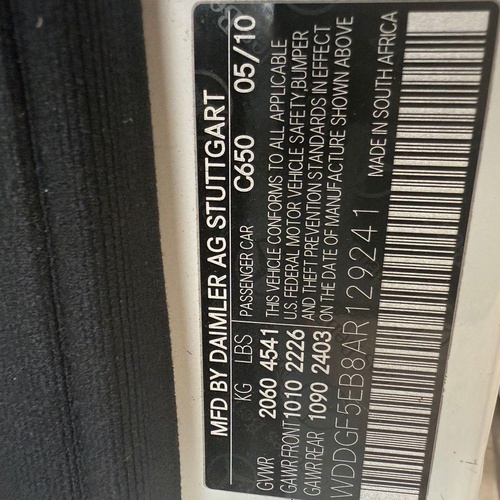 MFD BY DAIMLER AG STUTTGART
KG LBS PASSENGER CAR C650 05/10
GVWR 2060 4541 THIS VEHICLE CONFORMS TO ALL APPLICABLE
GAWR FRONT 1010 2226 U.S. FEDERAL MOTOR VEHICLE SAFETY, BUMPER
GAWR REAR 1090 2403 AND THEFT PREVENTION STANDARDS IN EFFECT
ON THE DATE OF MANUFACTURE SHOWN ABOVE
WDDGF5EB8AR129241 MADE IN SOUTH AFRICA